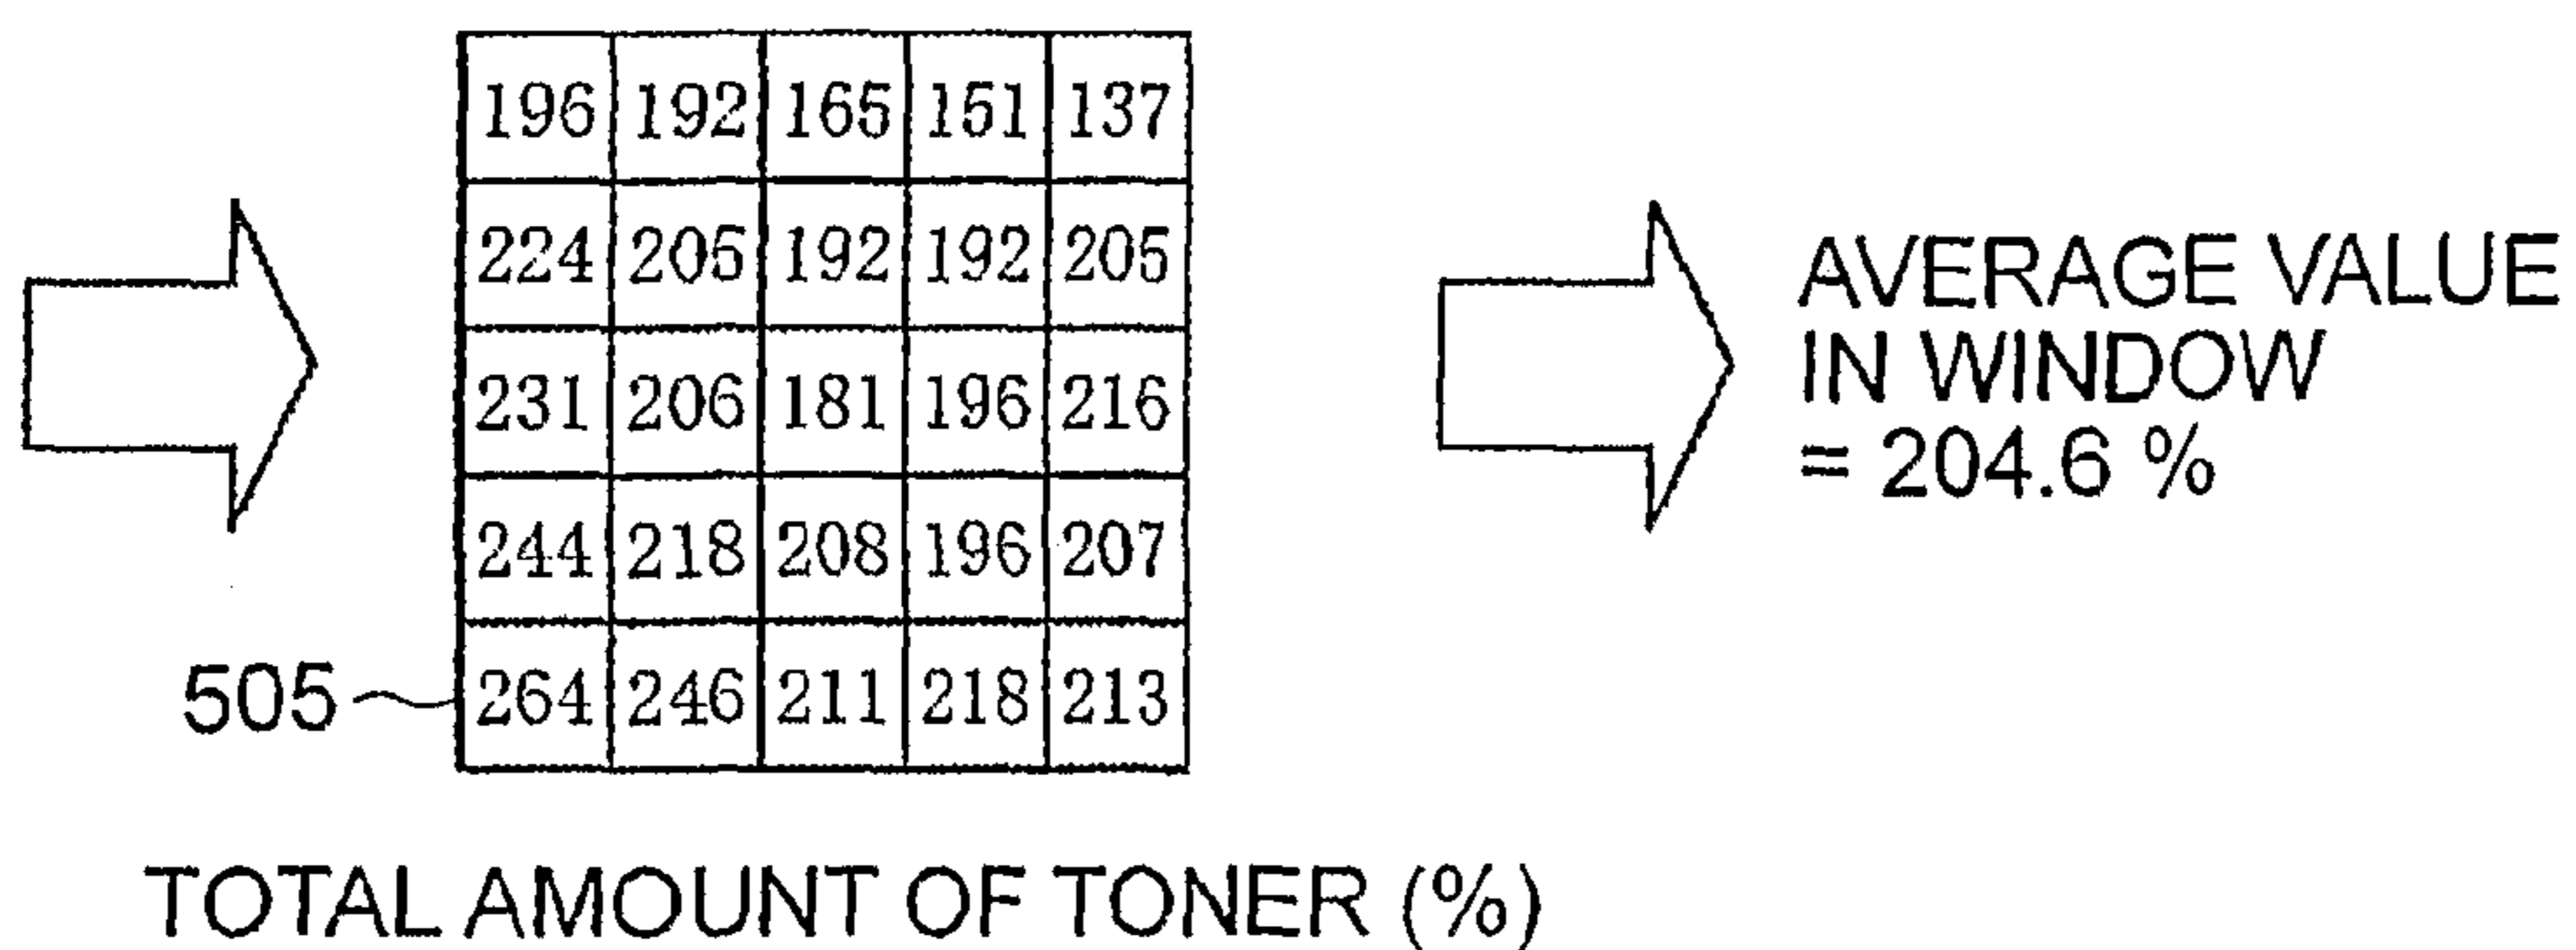 196 192 165 151 137
224 205 192 192 205
231 206 181 196 216
244 218 208 196 207
264 246 211 218 213
505
AVERAGE VALUE
IN WINDOW
= 204.6 %
TOTAL AMOUNT OF TONER (%)